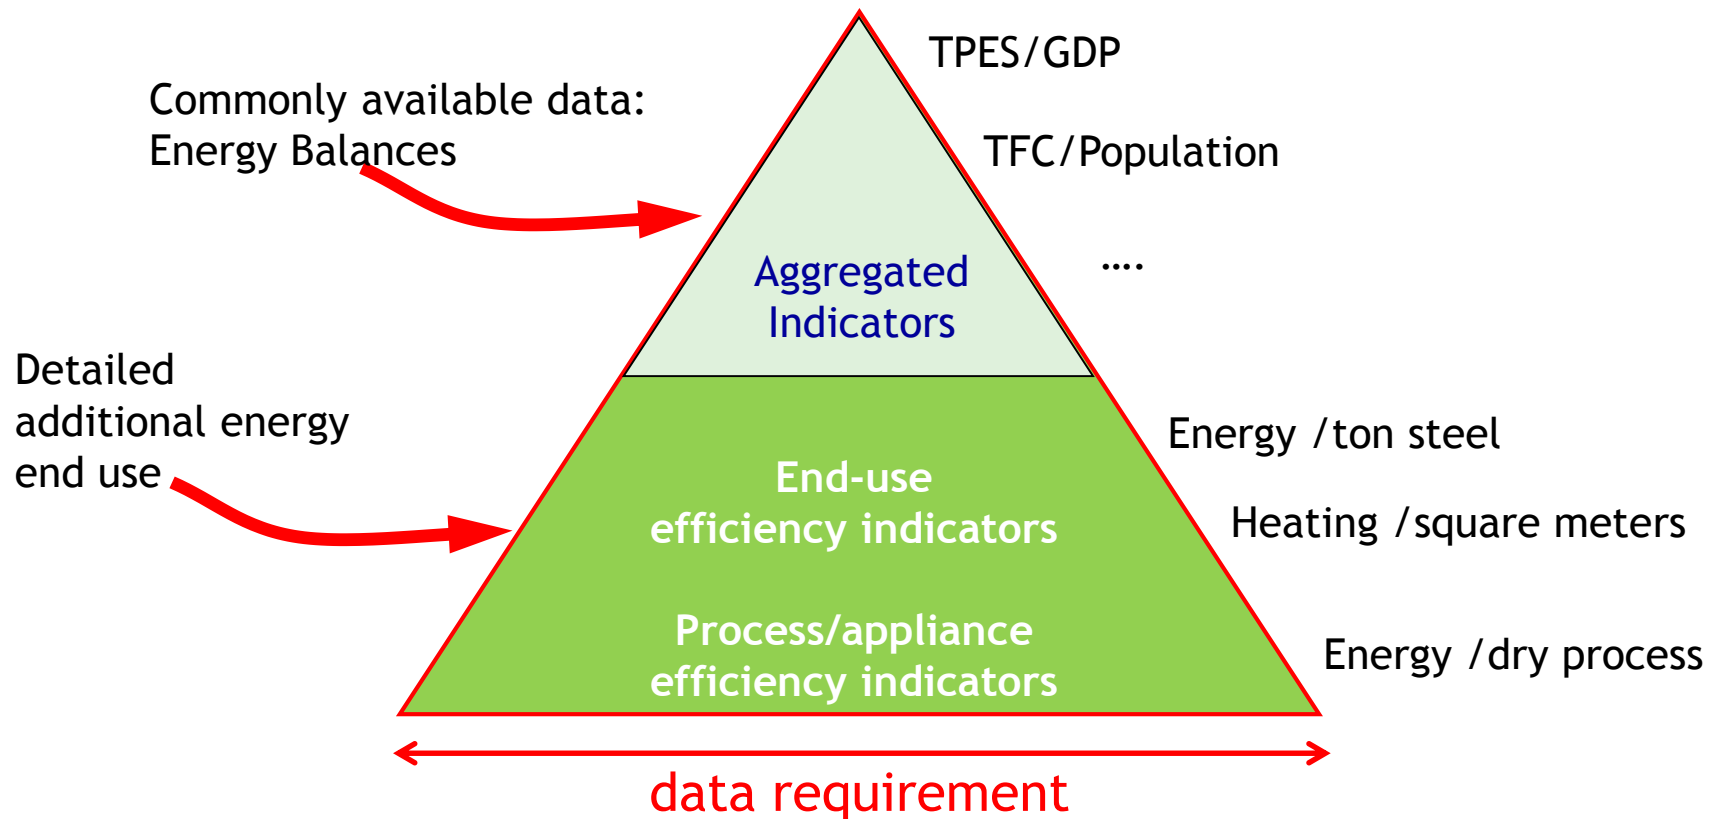 TPES/GDP
Commonly available data:
Energy Balances
TFC/Population
....
Aggregated
Indicators
Detailed
additional energy
end use
Energy /ton steel
End-use
efficiency indicators
Heating /square meters
Process/appliance
efficiency indicators
Energy /dry process
data requirement